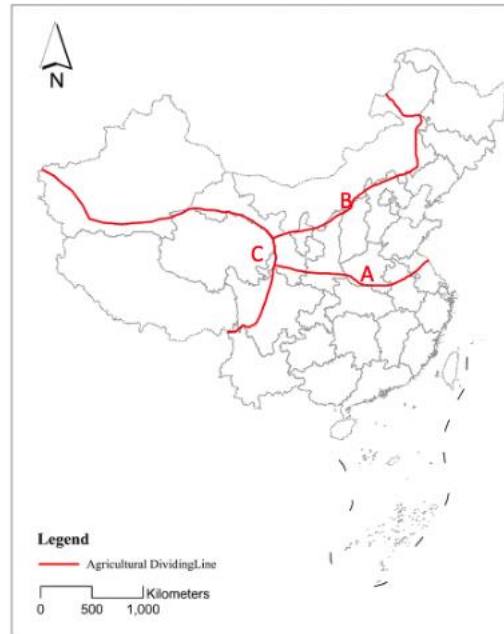 N
B
C
A
Legend
Agricultural DividingLine
Kilometers
0 500 1,000